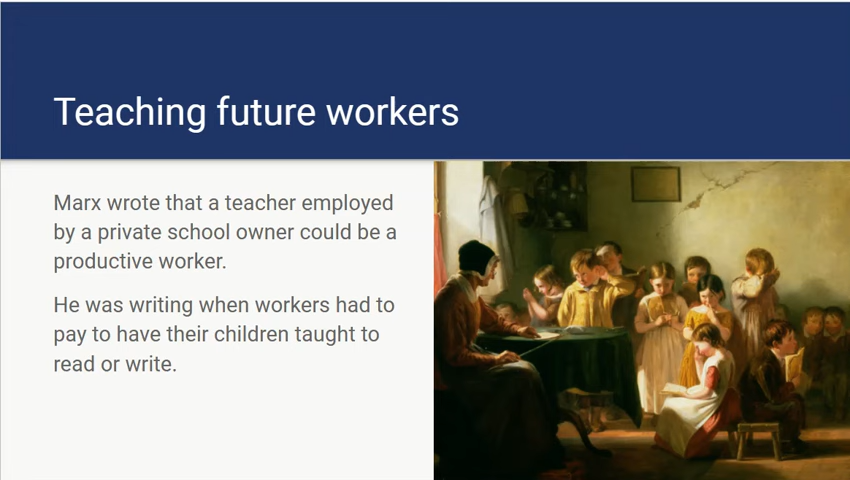 Teaching future workers
Marx wrote that a teacher employed
by a private school owner could be a
productive worker.
He was writing when workers had to
pay to have their children taught to
read or write.